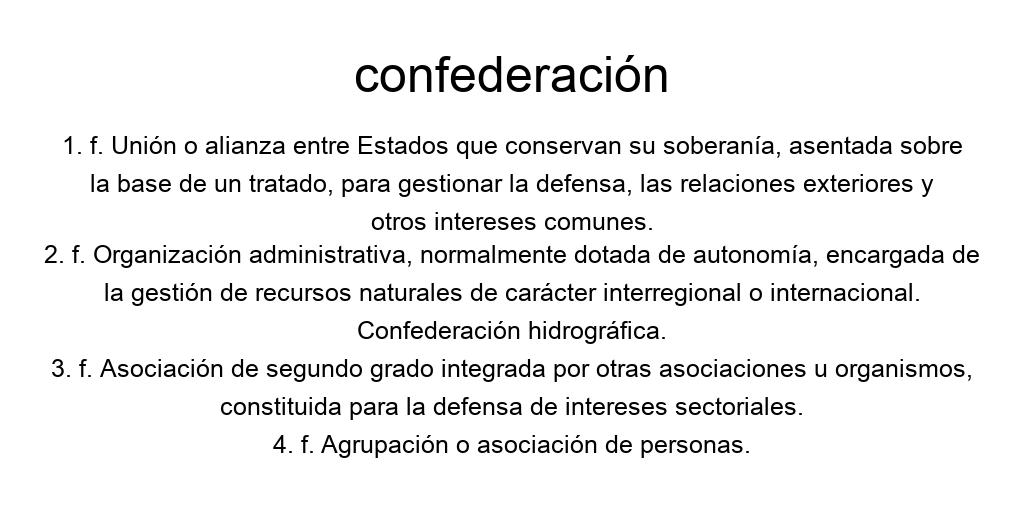 confederación
1. f. Unión o alianza entre Estados que conservan su soberanía, asentada sobre
la base de un tratado, para gestionar la defensa, las relaciones exteriores y
otros intereses comunes.
2. f. Organización administrativa, normalmente dotada de autonomía, encargada de
la gestión de recursos naturales de carácter interregional o internacional.
Confederación hidrográfica.
3. f. Asociación de segundo grado integrada por otras asociaciones u organismos,
constituida para la defensa de intereses sectoriales.
4. f. Agrupación o asociación de personas.